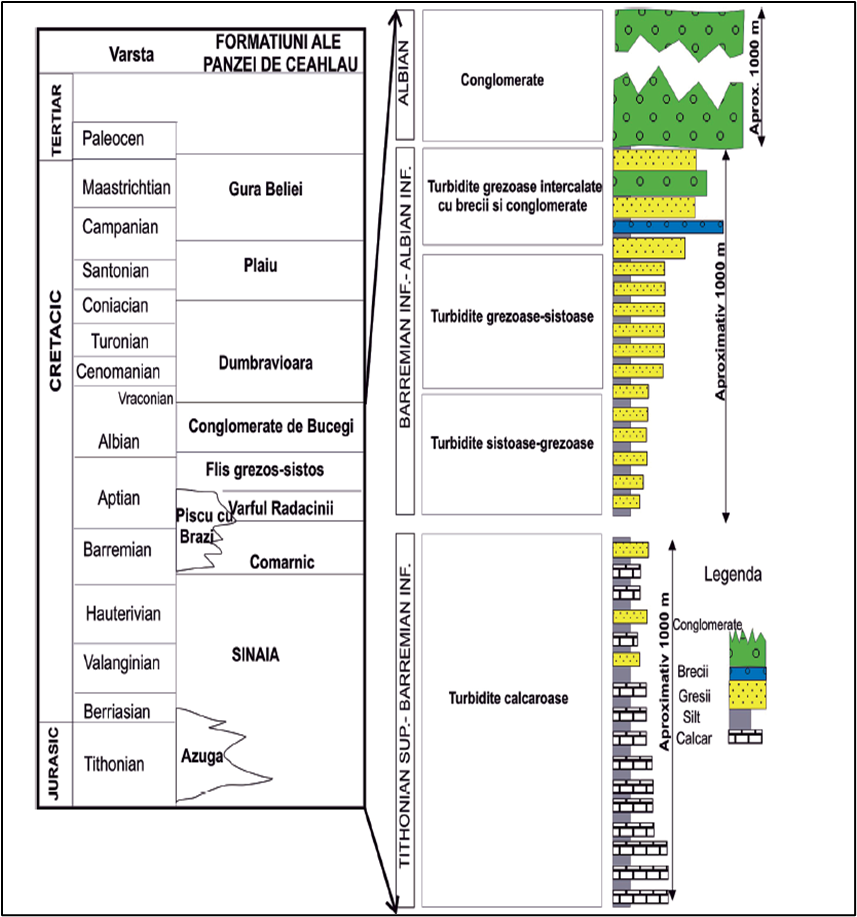 Varsta
FORMATIUNI ALE
PANZEI DE CEAHLAU
TERTIAR
CRETACIC
JURASIC
Paleocen
Maastrichtian
Campanian
Santonian
Coniacian
Turonian
Cenomanian
Vraconian
Albian
Aptian
Barremian
Hauterivian
Valanginian
Berriasian
Tithonian
Gura Beliei
Plaiu
Dumbravioara
Conglomerate de Bucegi
Flis grezos-sistos
Varful Radacinii
Piscu cu
Brazi
Comarnic
SINAIA
Azuga
ALBIAN
Conglomerate
Aprox. 1000 m
BARREMIAN INF.- ALBIAN INF.
Turbidite grezoase intercalate
cu brecii si conglomerate
Turbidite grezoase-sistoase
Turbidite sistoase-grezoase
Aproximativ 1000 m
TITHONIAN SUP.- BARREMIAN INF.
Turbidite calcaroase
Aproximativ 1000 m
Legenda
Conglomerate
Brecii
Gresii
Silt
Calcar